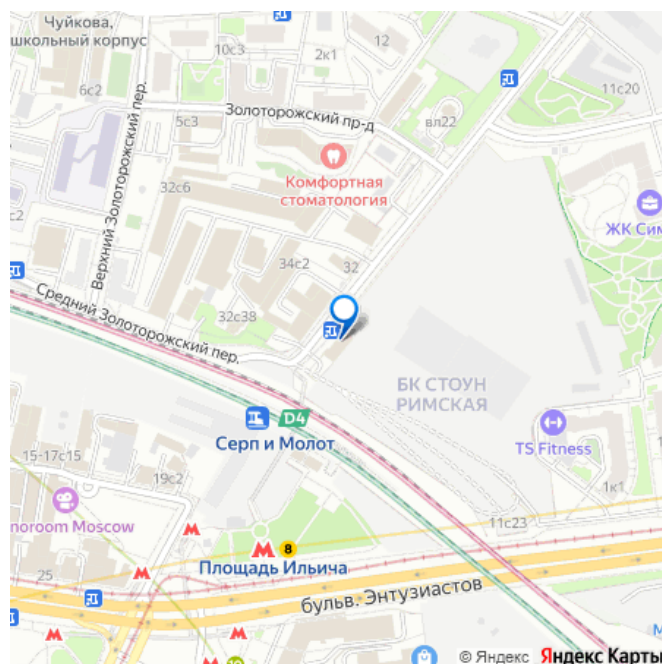 Чуйкова,
школьный корпус
10с3
2к1
12
11с20
6с2
5с3
Золоторожский пр-д
вл22
Верхний Золоторожский пер.
32с6
Комфортная
стоматология
ЖК Сим
с2
34с2
32
Средний Золоторожский пер.
32с38
БК СТОУН
РИМСКАЯ
D4
Серп и Молот
TS Fitness
15-17с15
19с2
1к1
noroom Moscow
11с23
8
Площадь Ильича
25
бульв. Энтузиастов
© Яндекс Яндекс Карты